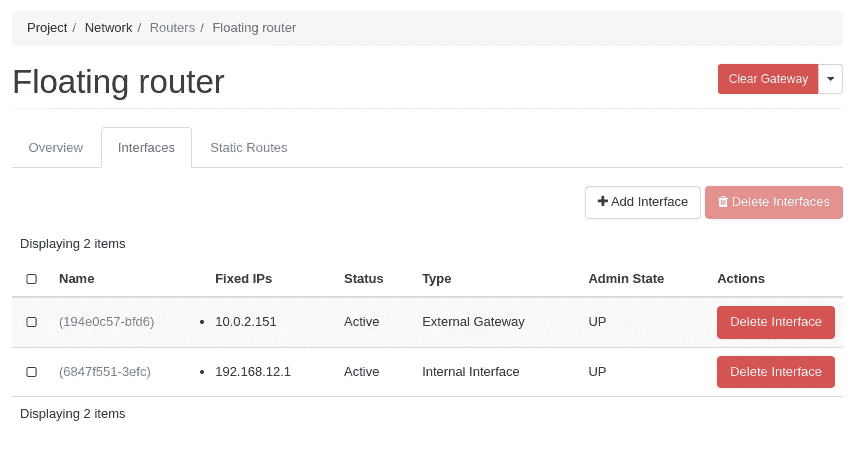 Project / Network / Routers / Floating router
Floating router
Clear Gateway
Overview Interfaces Static Routes
Add Interface Delete Interfaces
Displaying 2 items
Name Fixed IPs Status Type Admin State Actions
(194e0c57-bfd6) • 10.0.2.151 Active External Gateway UP Delete Interface
(6847f551-3efc) • 192.168.12.1 Active Internal Interface UP Delete Interface
Displaying 2 items